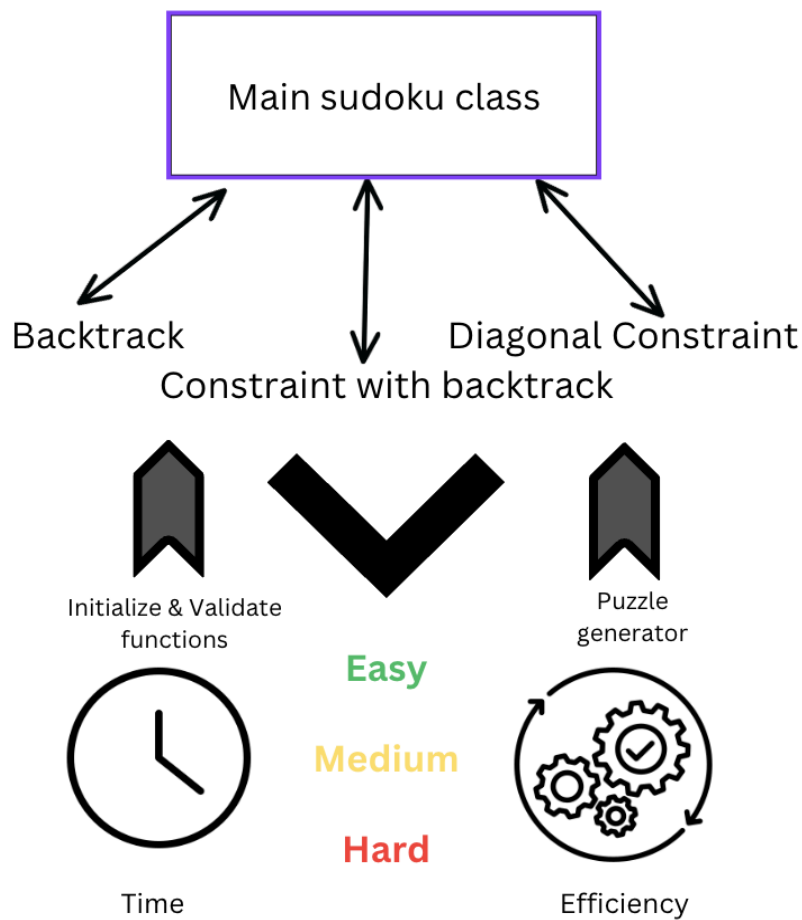 Main sudoku class
Backtrack
Diagonal Constraint
Constraint with backtrack
Initialize & Validate
functions
Puzzle
generator
Easy
Medium
Hard
Time
Efficiency